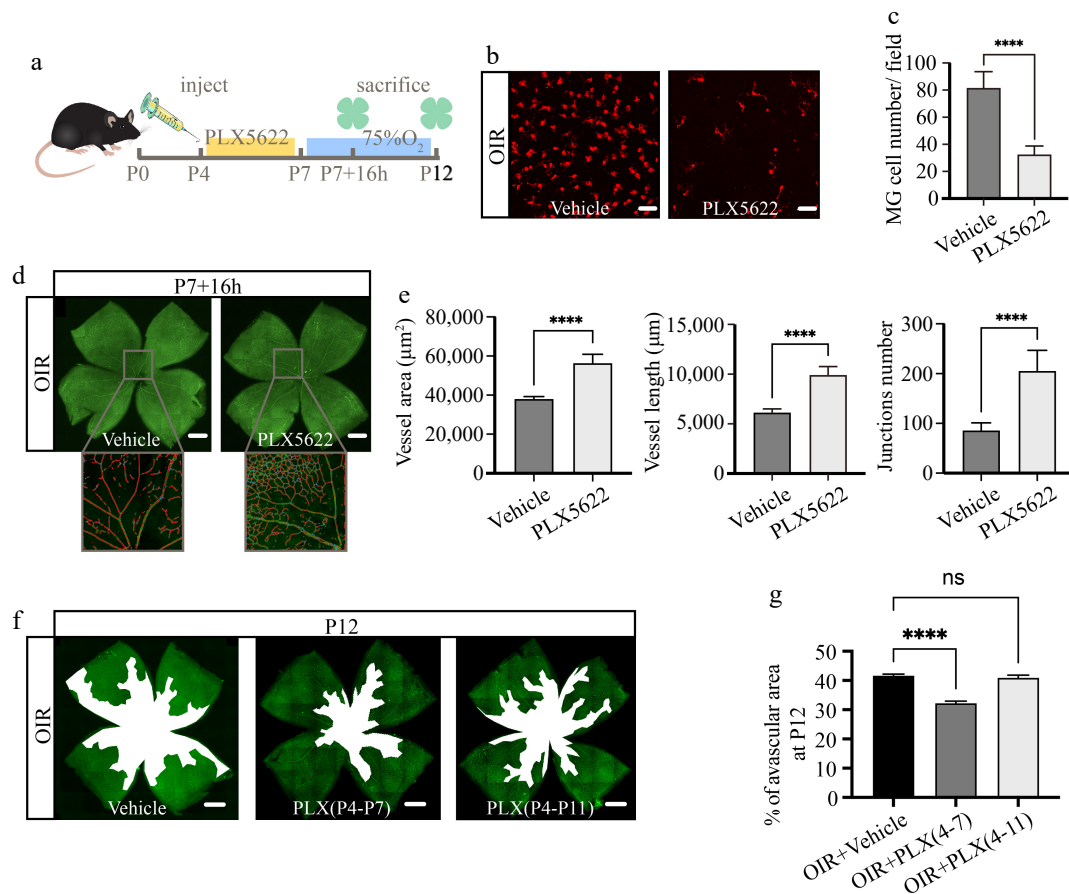 a
inject
sacrifice
PLX5622
75%O₂
P0
P4
P7
P7+16h
P12
b
OIR
Vehicle
PLX5622
c
MG cell number/ field
100
80
60
40
20
0
****
Vehicle
PLX5622
d
P7+16h
OIR
Vehicle
PLX5622
e
Vessel area (μm²)
80,000
60,000
40,000
20,000
0
****
Vehicle
PLX5622
Vessel length (μm)
15,000
10,000
5,000
0
****
Vehicle
PLX5622
Junctions number
300
200
100
0
****
Vehicle
PLX5622
f
P12
OIR
Vehicle
PLX(P4-P7)
PLX(P4-P11)
g
ns
****
% of avascular area
at P12
50
40
30
20
10
0
OIR+Vehicle
OIR+PLX(4-7)
OIR+PLX(4-11)